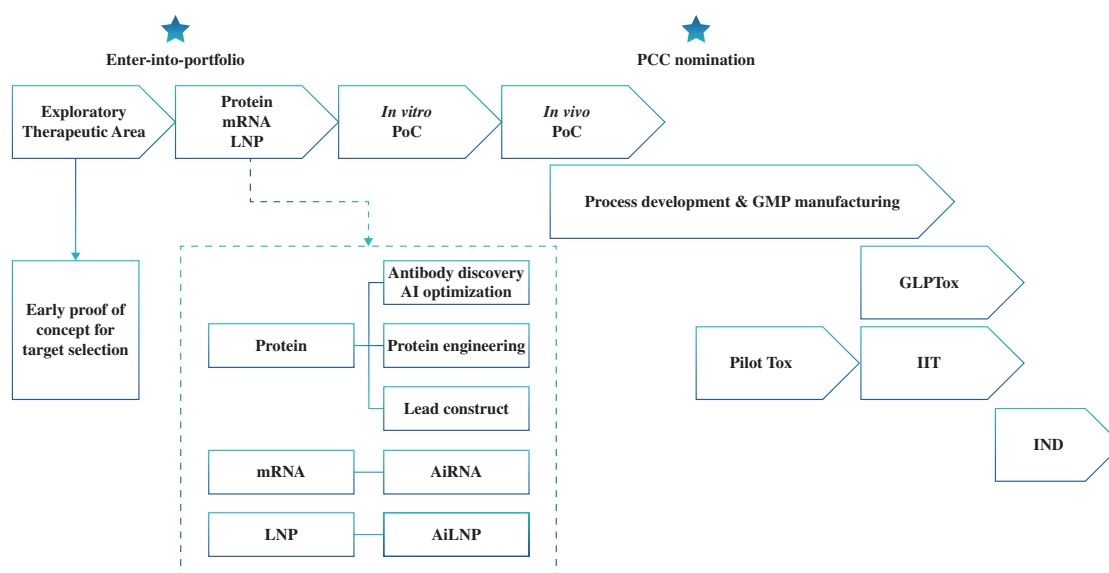 Enter-into-portfolio
PCC nomination
Exploratory
Therapeutic Area
Protein
mRNA
LNP
In vitro
PoC
In vivo
PoC
Process development & GMP manufacturing
Early proof of
concept for
target selection
Antibody discovery
AI optimization
Protein
Protein engineering
Lead construct
mRNA
AiRNA
LNP
AiLNP
GLPTox
Pilot Tox
IIT
IND